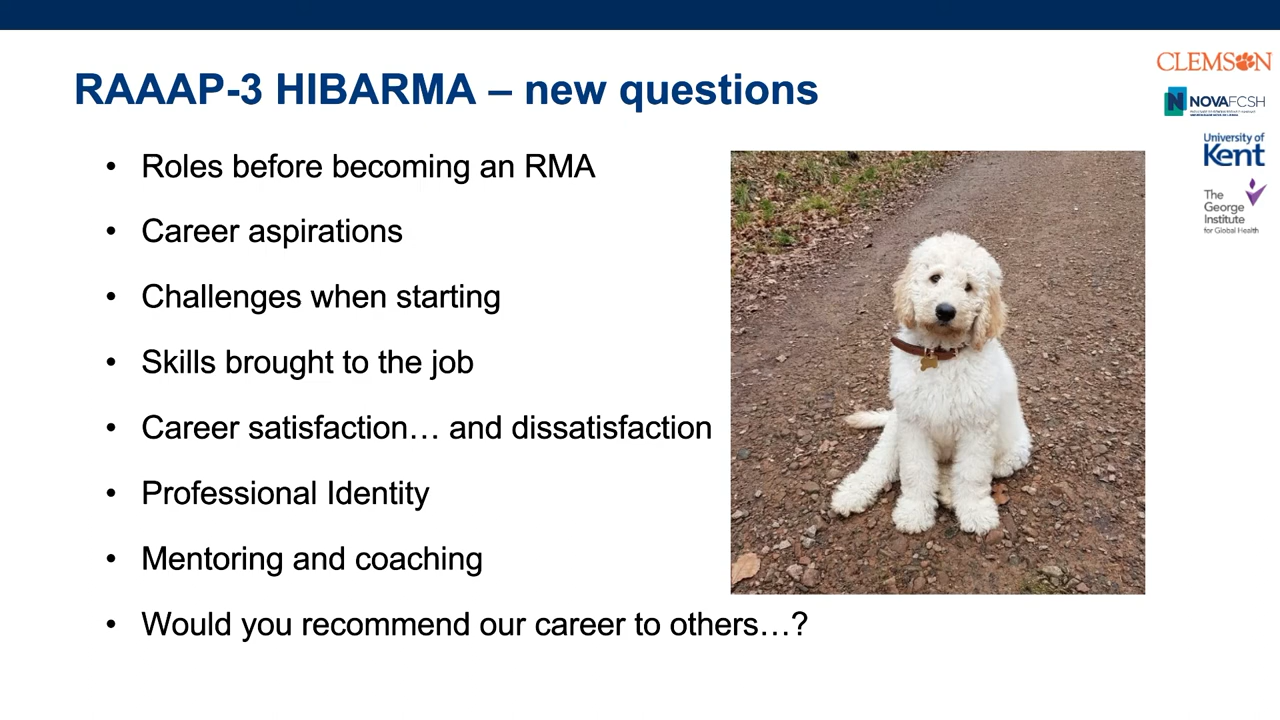 RAAAP-3 HIBARMA – new questions
• Roles before becoming an RMA
• Career aspirations
• Challenges when starting
• Skills brought to the job
• Career satisfaction… and dissatisfaction
• Professional Identity
• Mentoring and coaching
• Would you recommend our career to others…?
CLEMSON
N NOVAFCSH
University of
Kent
The
George
Institute
for Global Health